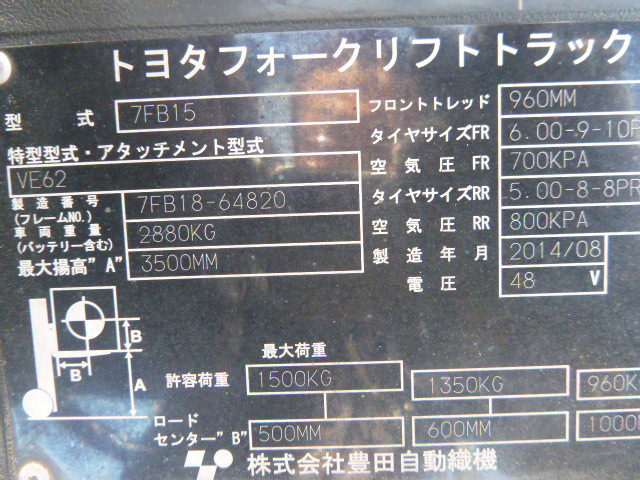 トヨタフォークリフトトラック
型式 7FB15 フロントトレッド 960MM
タイヤサイズFR 6.00-9-10P
特型型式・アタッチメント型式
VE62
空気圧 FR 700KPA
タイヤサイズRR 5.00-8-8PR
製造番号 (フレームNO.) 7FB18-64820
空気圧 RR 800KPA
車両重量 (バッテリー含む) 2880KG
製造年月 2014/08
最大揚高"A" 3500MM
電圧 48 V
B
B
A
最大荷重
許容荷重 1500KG 1350KG 960K
ロードセンター"B" 500MM 600MM 1000
株式会社豊田自動織機